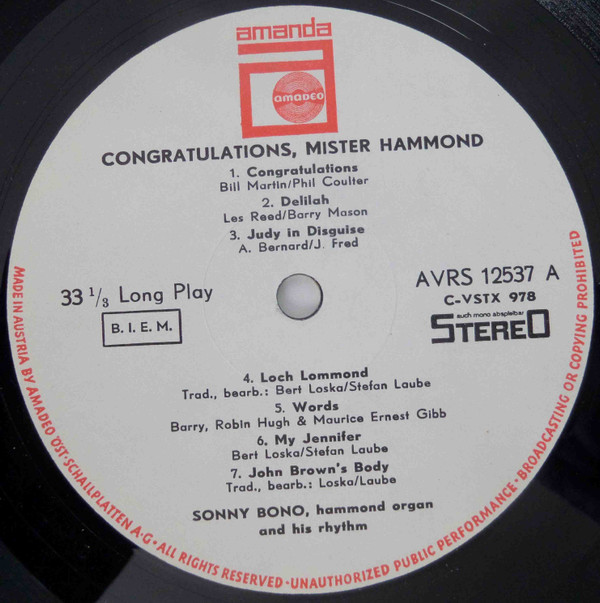 amanda
AMADEO
CONGRATULATIONS, MISTER HAMMOND
1. Congratulations
Bill Martin/Phil Coulter
2. Delilah
Les Reed/Barry Mason
3. Judy in Disguise
A. Bernard/J. Fred
33 1/3 Long Play
B. I. E. M.
AVRS 12537 A
C-VSTX 978
auch mono abspielbar
STEREO
4. Loch Lommond
Trad., bearb.: Bert Loska/Stefan Laube
5. Words
Barry, Robin Hugh & Maurice Ernest Gibb
6. My Jennifer
Bert Loska/Stefan Laube
7. John Brown's Body
Trad., bearb.: Loska/Laube
SONNY BONO, hammond organ
and his rhythm
MADE IN AUSTRIA BY AMADEO ÖST.SCHALLPLATTEN A·G·ALL RIGHTS RESERVED·UNAUTHORIZED PUBLIC PERFORMANCE·BROADCASTING OR COPYING PROHIBITED